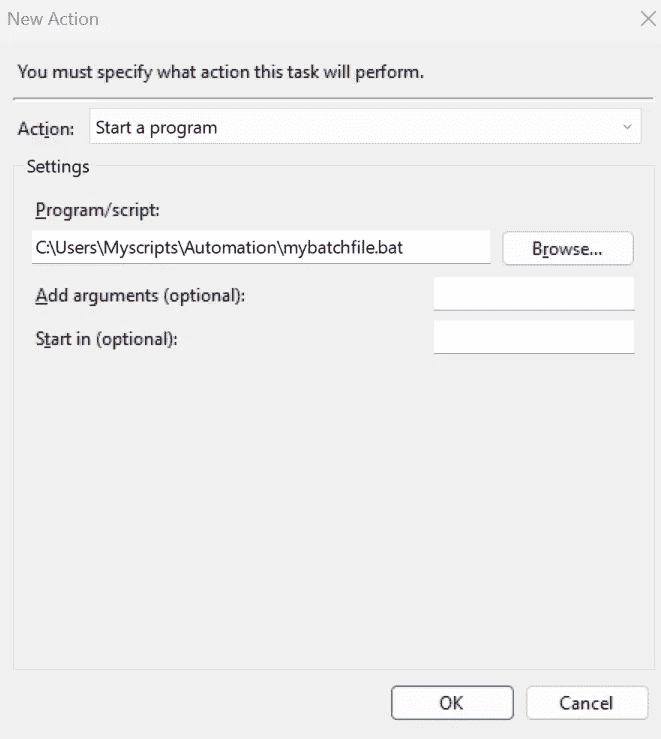 New Action
You must specify what action this task will perform.
Action: Start a program
Settings
Program/script:
C:\Users\Myscripts\Automation\mybatchfile.bat Browse...
Add arguments (optional):
Start in (optional):
OK Cancel